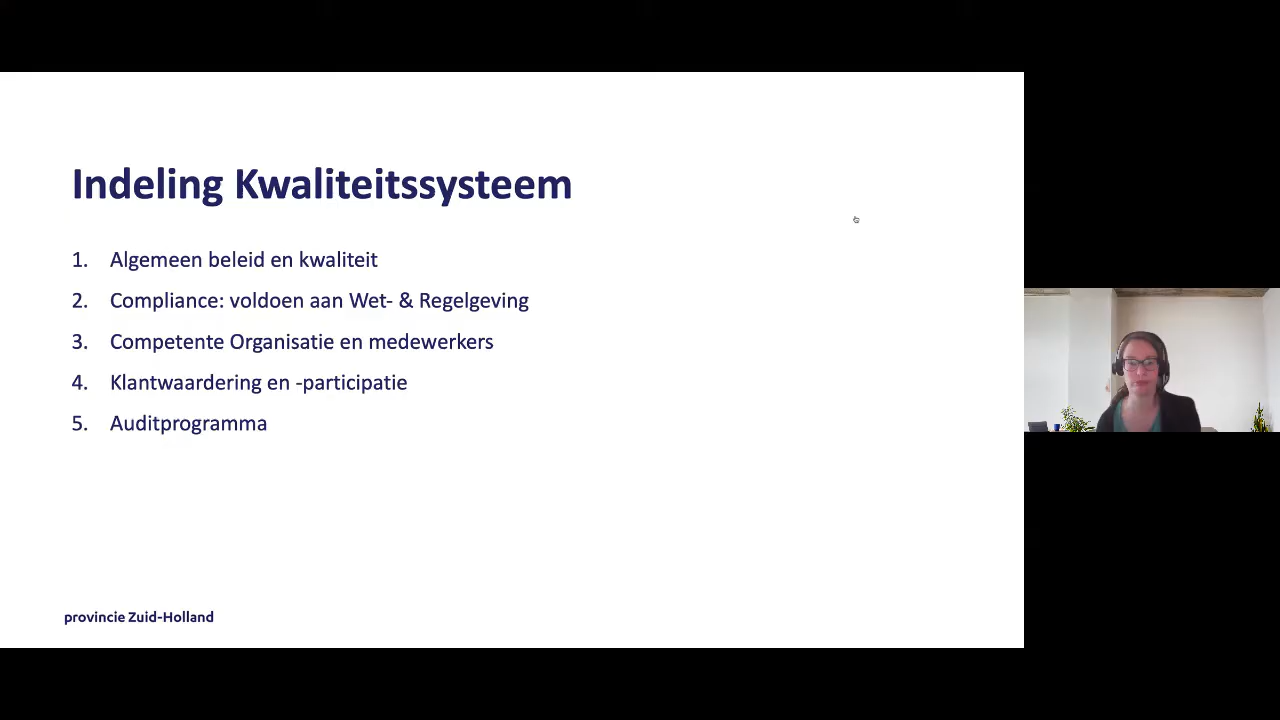 Indeling Kwaliteitssysteem
1. Algemeen beleid en kwaliteit
2. Compliance: voldoen aan Wet- & Regelgeving
3. Competente Organisatie en medewerkers
4. Klantwaardering en -participatie
5. Auditprogramma
provincie Zuid-Holland